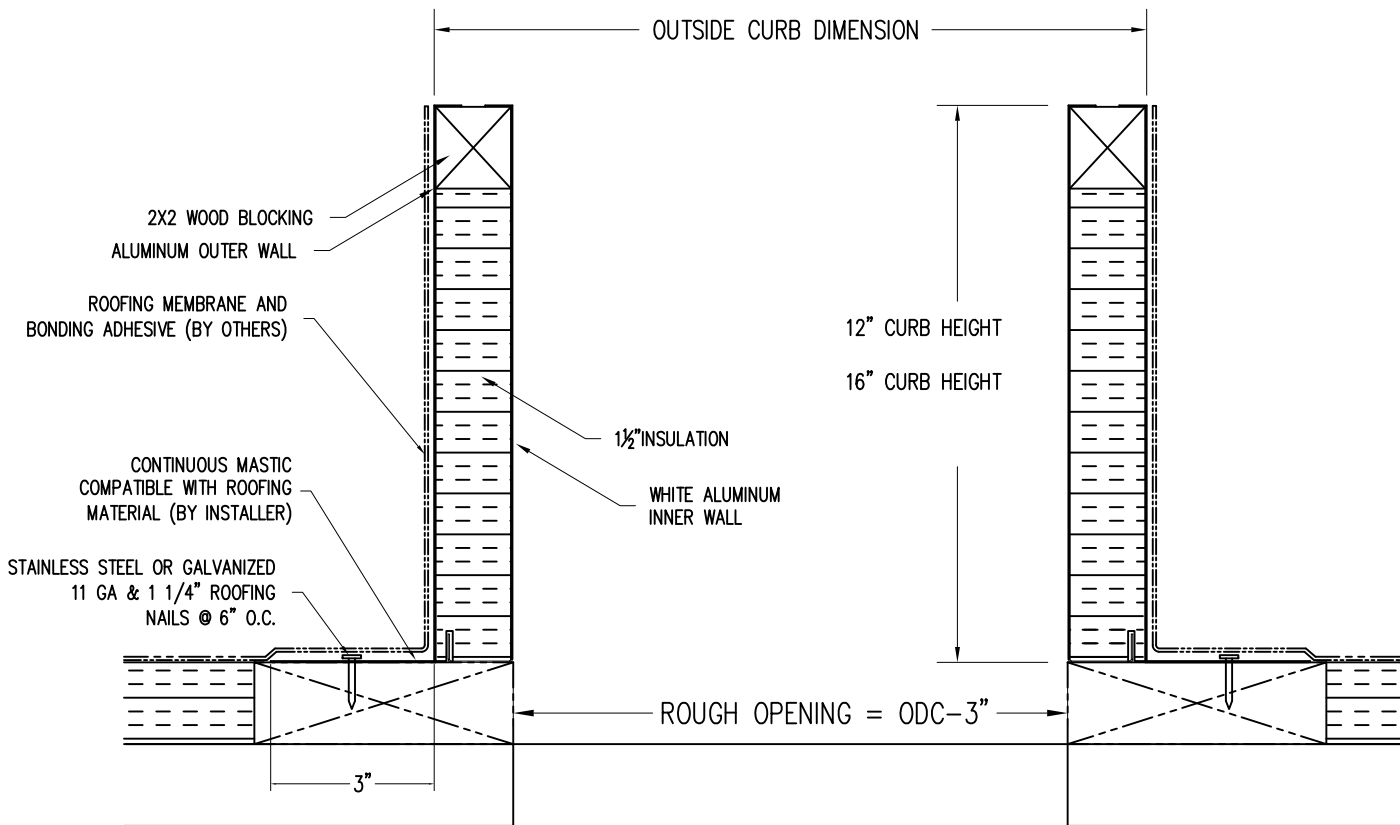 OUTSIDE CURB DIMENSION
2X2 WOOD BLOCKING
ALUMINUM OUTER WALL
ROOFING MEMBRANE AND
BONDING ADHESIVE (BY OTHERS)
12" CURB HEIGHT
16" CURB HEIGHT
1½"INSULATION
CONTINUOUS MASTIC
COMPATIBLE WITH ROOFING
MATERIAL (BY INSTALLER)
WHITE ALUMINUM
INNER WALL
STAINLESS STEEL OR GALVANIZED
11 GA & 1 1/4" ROOFING
NAILS @ 6" O.C.
ROUGH OPENING = ODC-3"
3"